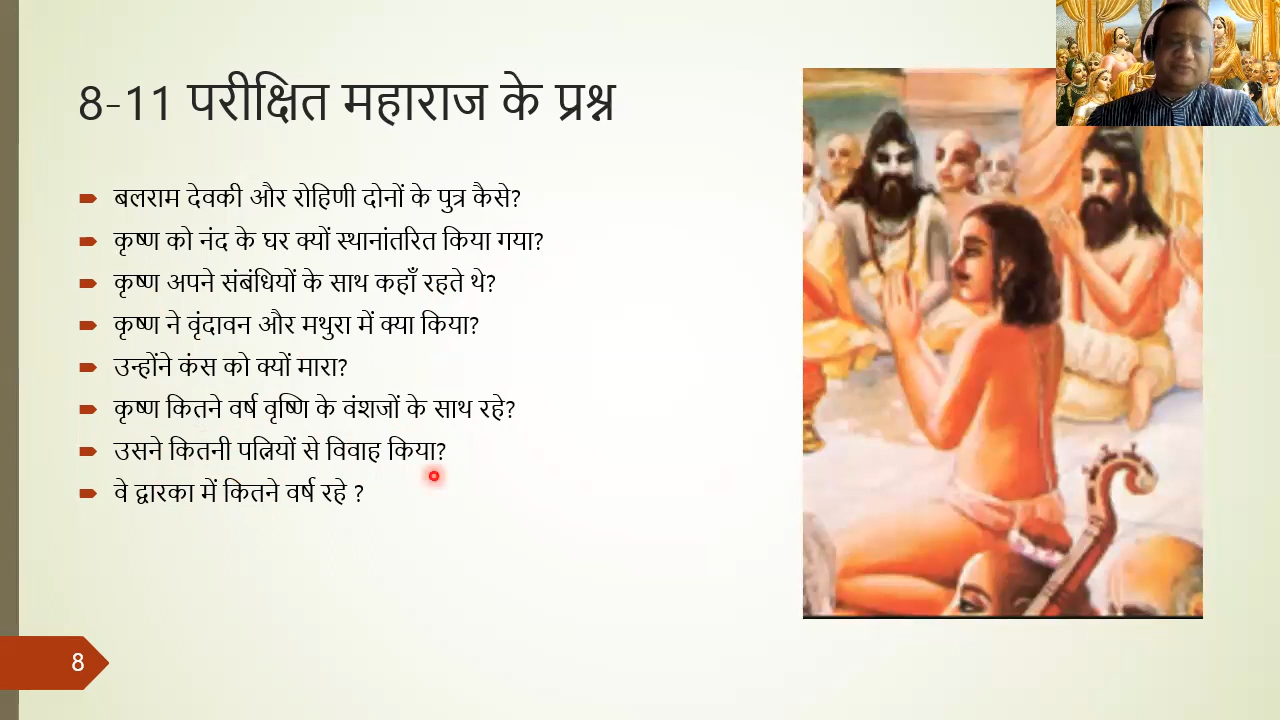 8-11 परीक्षित महाराज के प्रश्न
बलराम देवकी और रोहिणी दोनों के पुत्र कैसे?
कृष्ण को नंद के घर क्यों स्थानांतरित किया गया?
कृष्ण अपने संबंधियों के साथ कहाँ रहते थे?
कृष्ण ने वृंदावन और मथुरा में क्या किया?
उन्होंने कंस को क्यों मारा?
कृष्ण कितने वर्ष वृष्णि के वंशजों के साथ रहे?
उसने कितनी पत्नियों से विवाह किया?
वे द्वारका में कितने वर्ष रहे ?
8